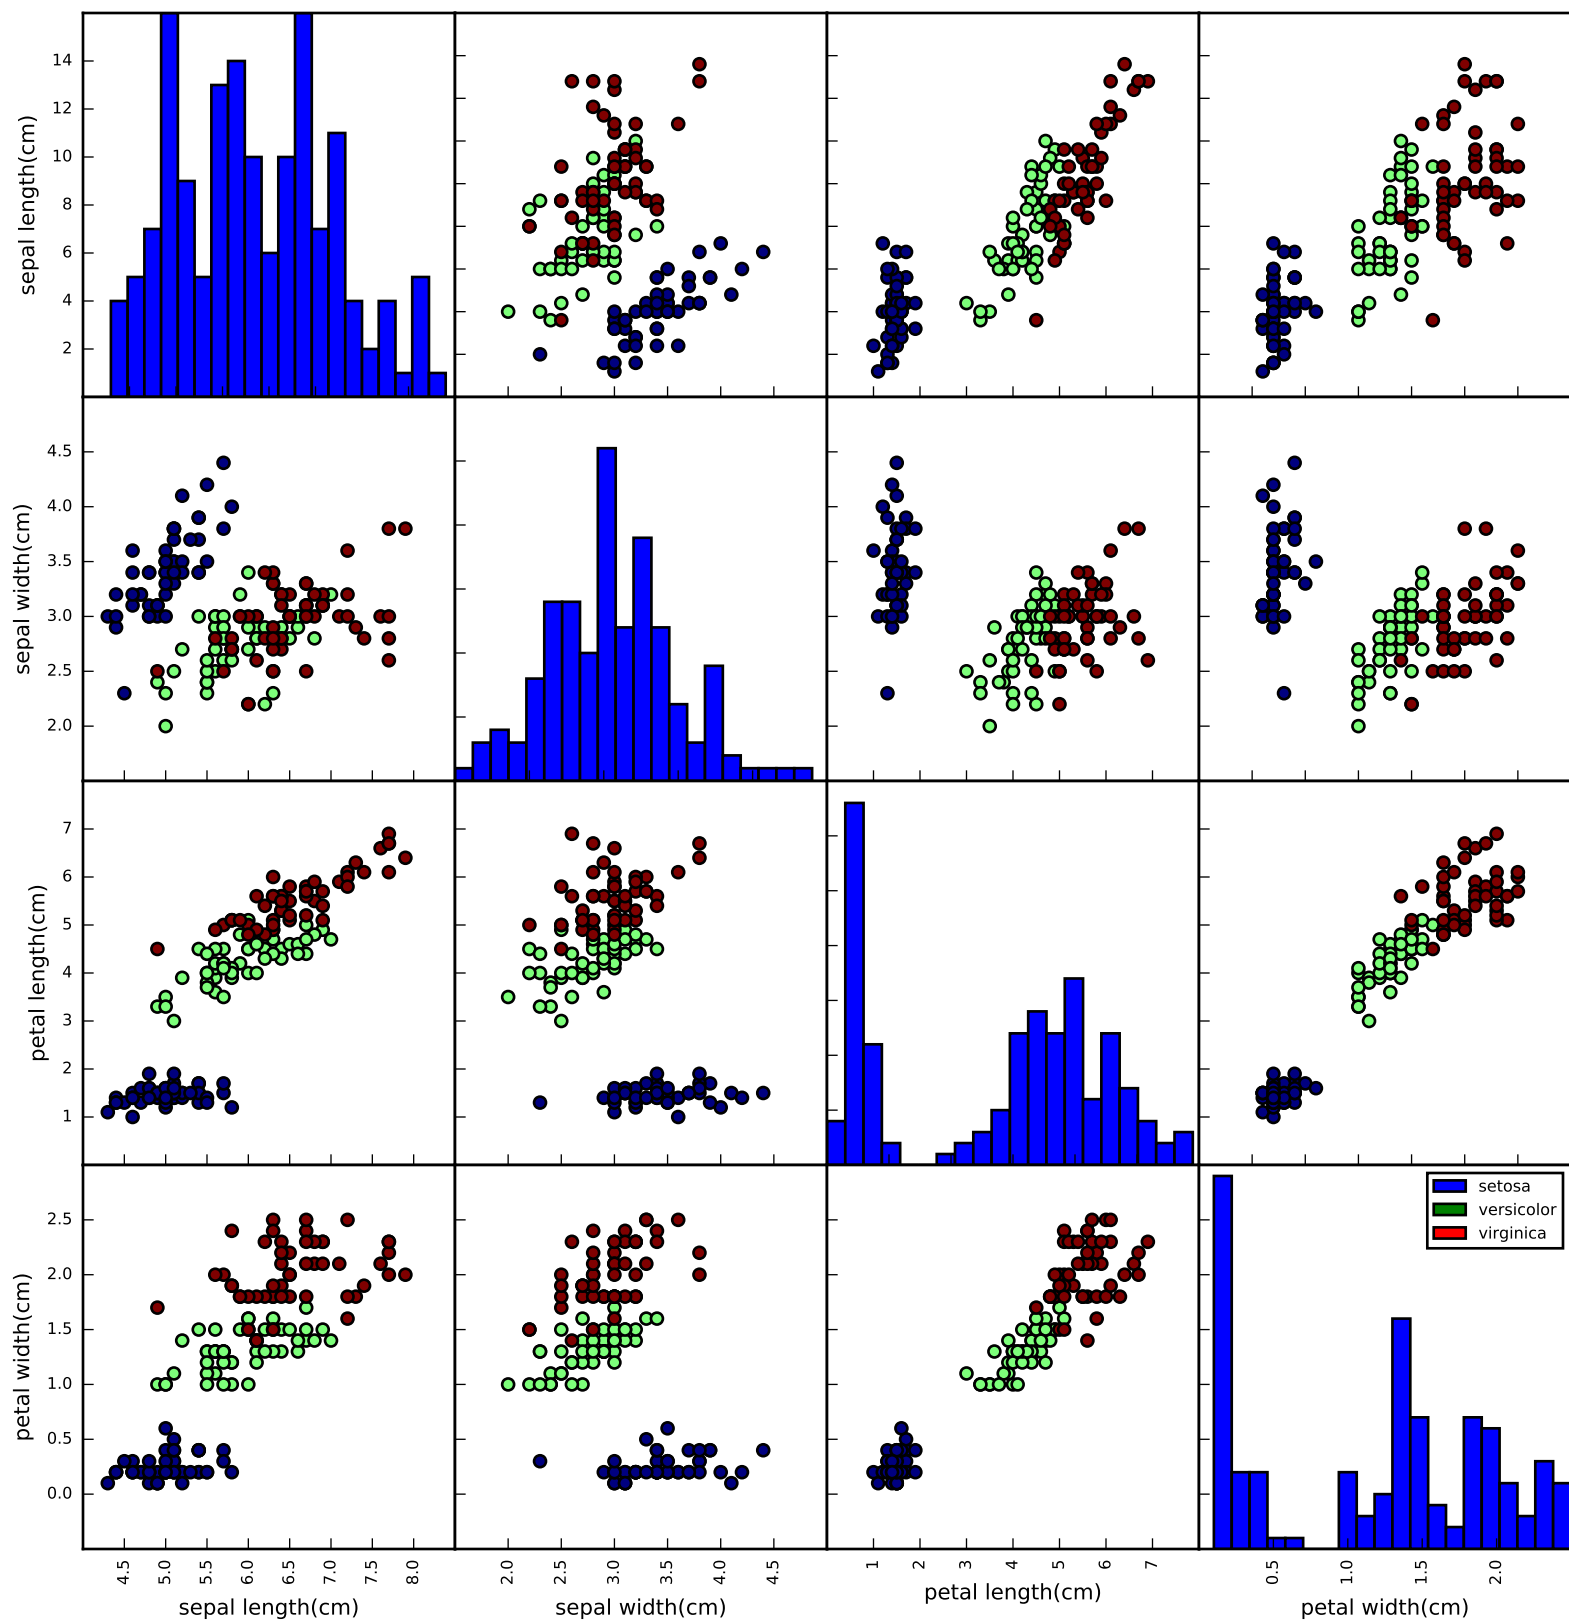 14
12
10
8
6
4
2
sepal length(cm)
4.5
4.0
3.5
3.0
2.5
2.0
sepal width(cm)
7
6
5
4
3
2
1
petal length(cm)
setosa
versicolor
virginica
2.5
2.0
1.5
1.0
0.5
0.0
petal width(cm)
4.5 5.0 5.5 6.0 6.5 7.0 7.5 8.0
sepal length(cm)
2.0 2.5 3.0 3.5 4.0 4.5
sepal width(cm)
1 2 3 4 5 6 7
petal length(cm)
0.5 1.0 1.5 2.0
petal width(cm)